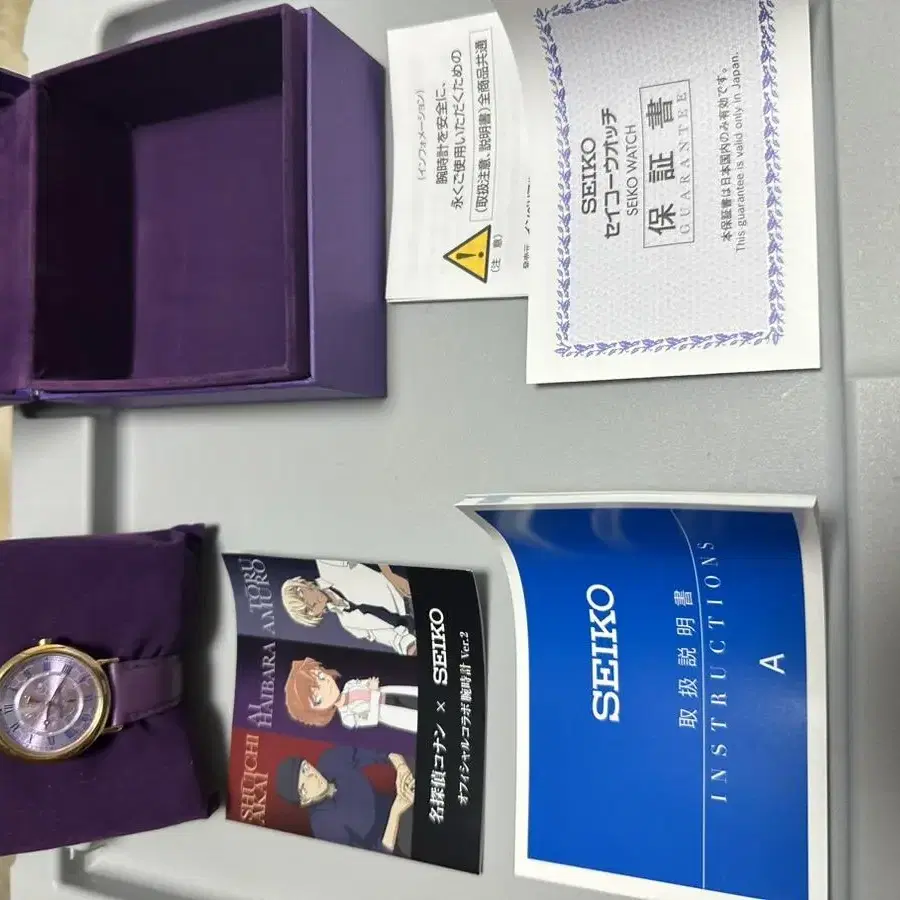 (インフォメーション)
腕時計を安全に、
永くご使用いただくための
(取扱注意、説明書)全商品共通
(注 意)
SEIKO
セイコーウオッチ
SEIKO WATCH
保証書
GUARANTEE
本保証書は日本国内のみ有効です。
This guarantee is valid only in Japan.
SHUICHI
AKAI
AI
HAIBARA
TORU
AMURO
名探偵コナン × SEIKO
オフィシャルコラボ腕時計 Ver.2
SEIKO
取扱説明書
INSTRUCTIONS
A